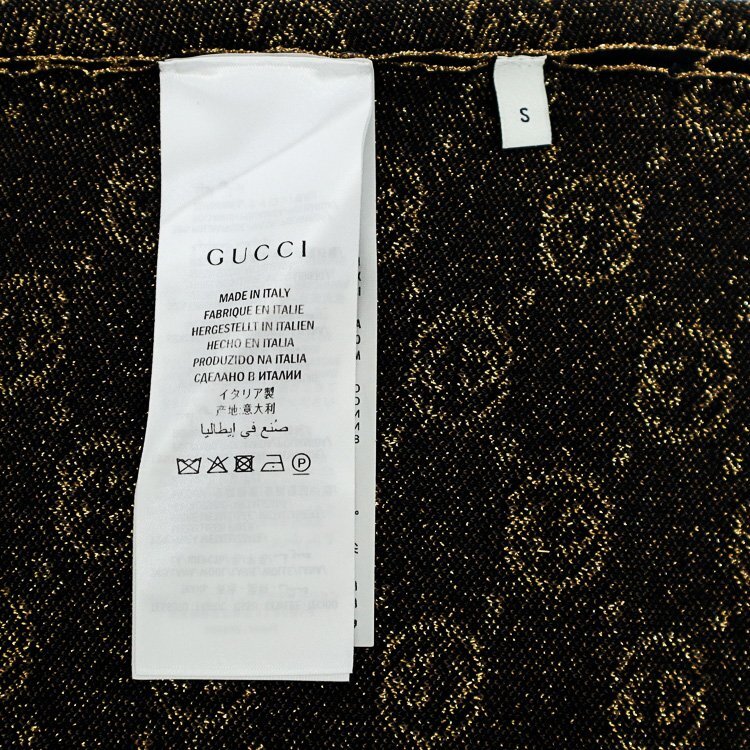 GUCCI
MADE IN ITALY
FABRIQUE EN ITALIE
HERGESTELLT IN ITALIEN
HECHO EN ITALIA
PRODUZIDO NA ITALIA
СДЕЛАНО В ИТАЛИИ
イタリア製
产地:意大利
صنع في إيطاليا
P
S